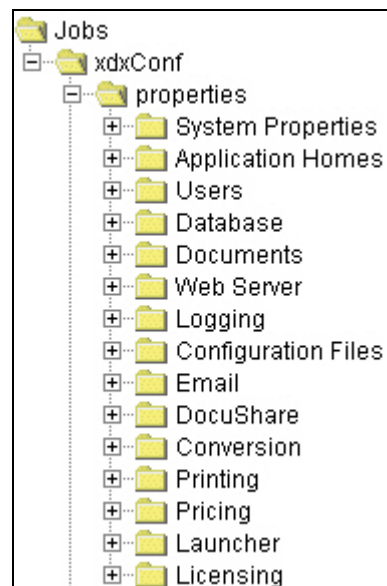 Jobs
xdxConf
properties
System Properties
Application Homes
Users
Database
Documents
Web Server
Logging
Configuration Files
Email
DocuShare
Conversion
Printing
Pricing
Launcher
Licensing